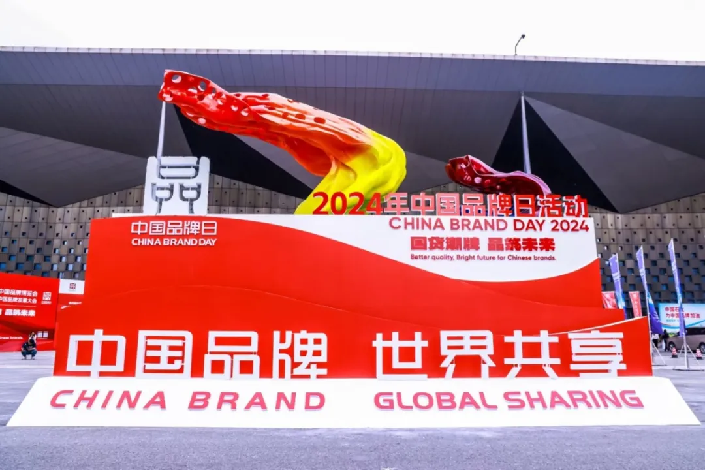 品
2024年中国品牌日活动
中国品牌日
CHINA BRAND DAY 2024
CHINA BRAND DAY
国货潮牌 品筑未来
Better quality, Bright future for Chinese brands.
中国品牌 世界共享
CHINA BRAND GLOBAL SHARING